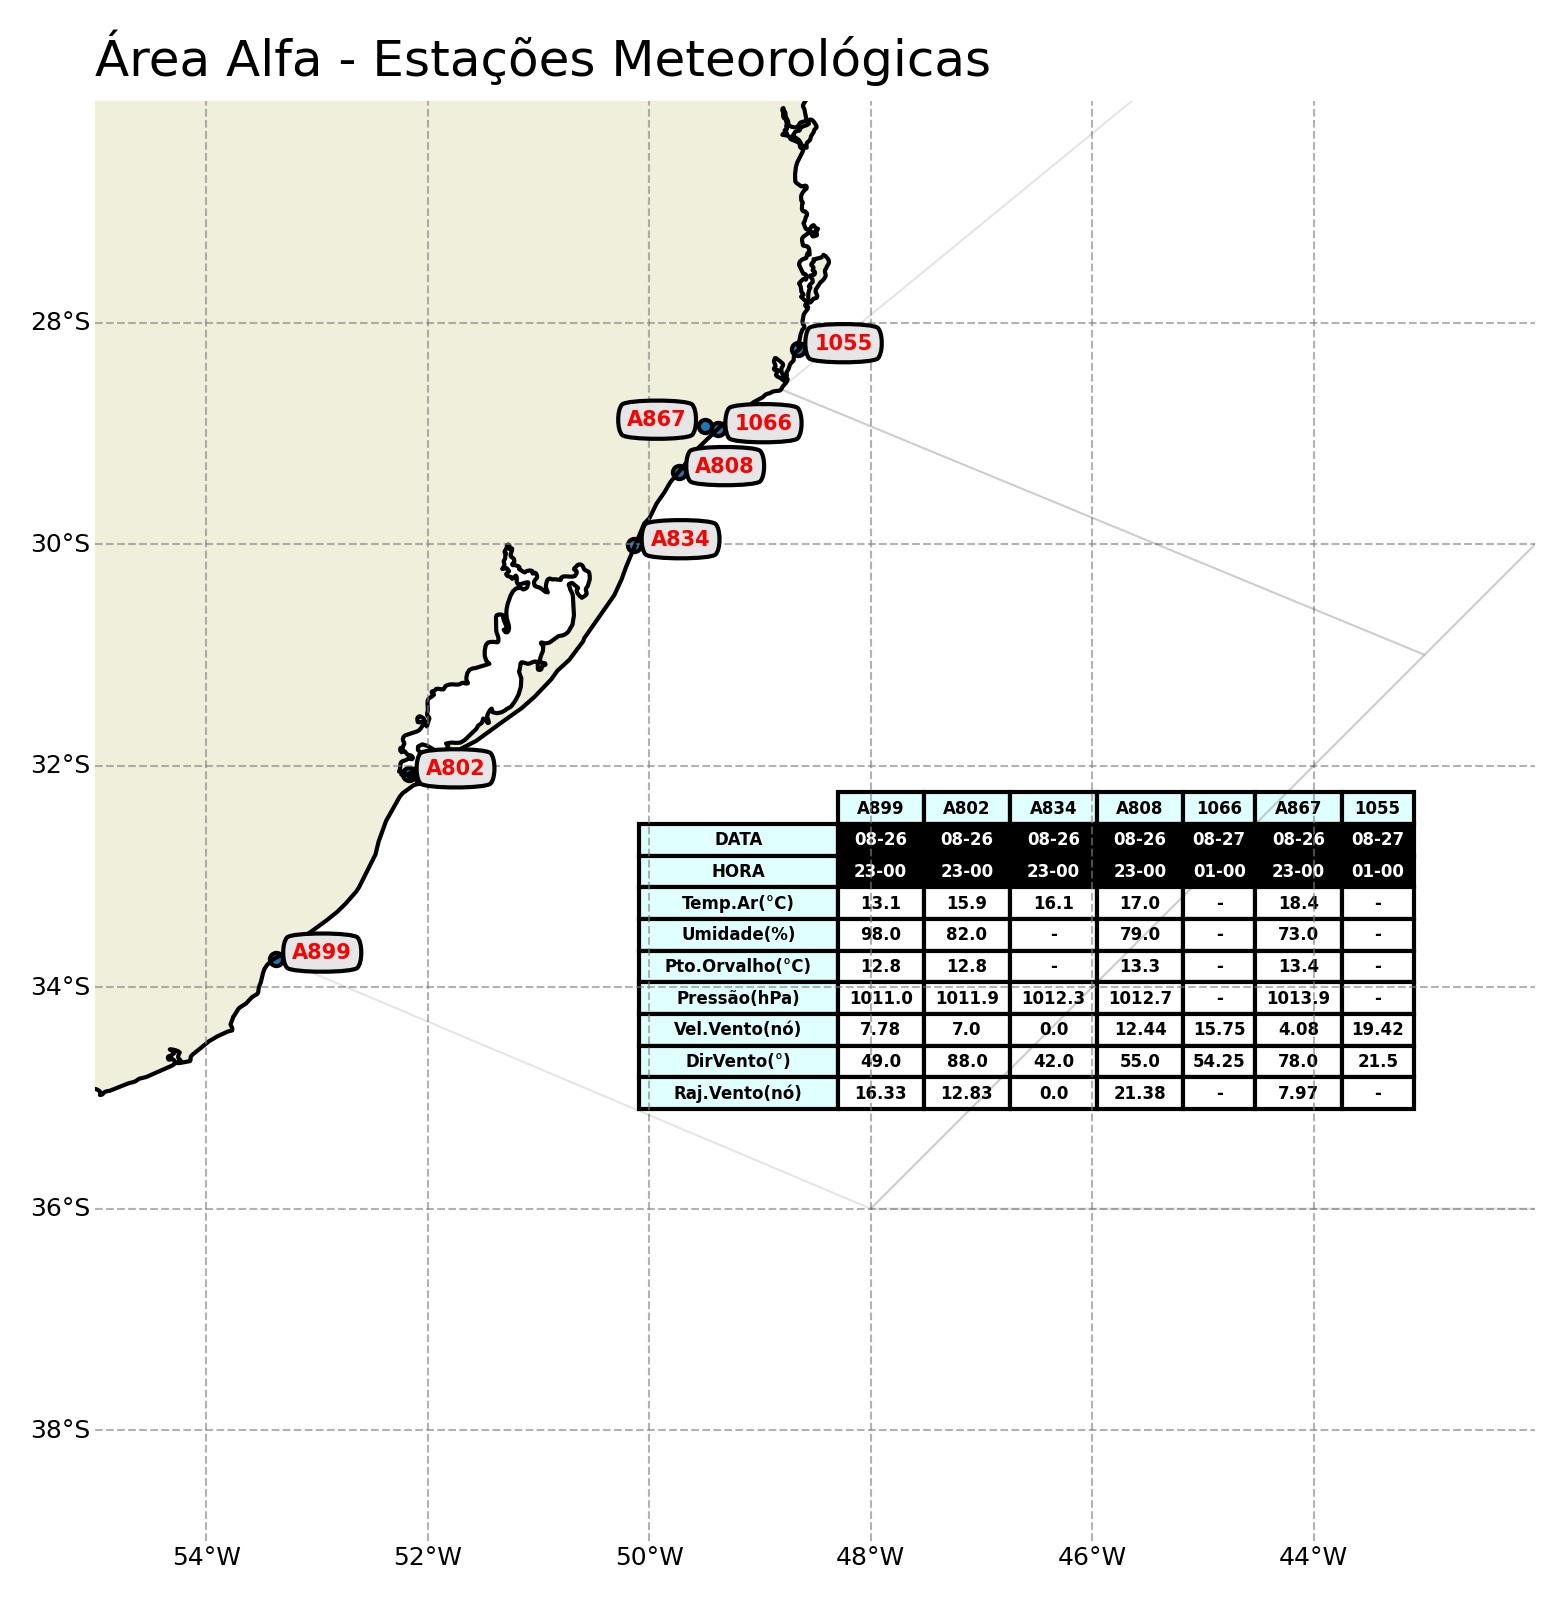 Área Alfa - Estações Meteorológicas
28°S
1055
A867
1066
A808
30°S
A834
32°S
A802
A899 A802 A834 A808 1066 A867 1055
DATA 08-26 08-26 08-26 08-26 08-27 08-26 08-27
HORA 23-00 23-00 23-00 23-00 01-00 23-00 01-00
Temp.Ar(°C) 13.1 15.9 16.1 17.0 - 18.4 -
Umidade(%) 98.0 82.0 - 79.0 - 73.0 -
A899
Pto.Orvalho(°C) 12.8 12.8 - 13.3 - 13.4 -
34°S
Pressão(hPa) 1011.0 1011.9 1012.3 1012.7 - 1013.9 -
Vel.Vento(nó) 7.78 7.0 0.0 12.44 15.75 4.08 19.42
DirVento(°) 49.0 88.0 42.0 55.0 54.25 78.0 21.5
Raj.Vento(nó) 16.33 12.83 0.0 21.38 - 7.97 -
36°S
38°S
54°W 52°W 50°W 48°W 46°W 44°W